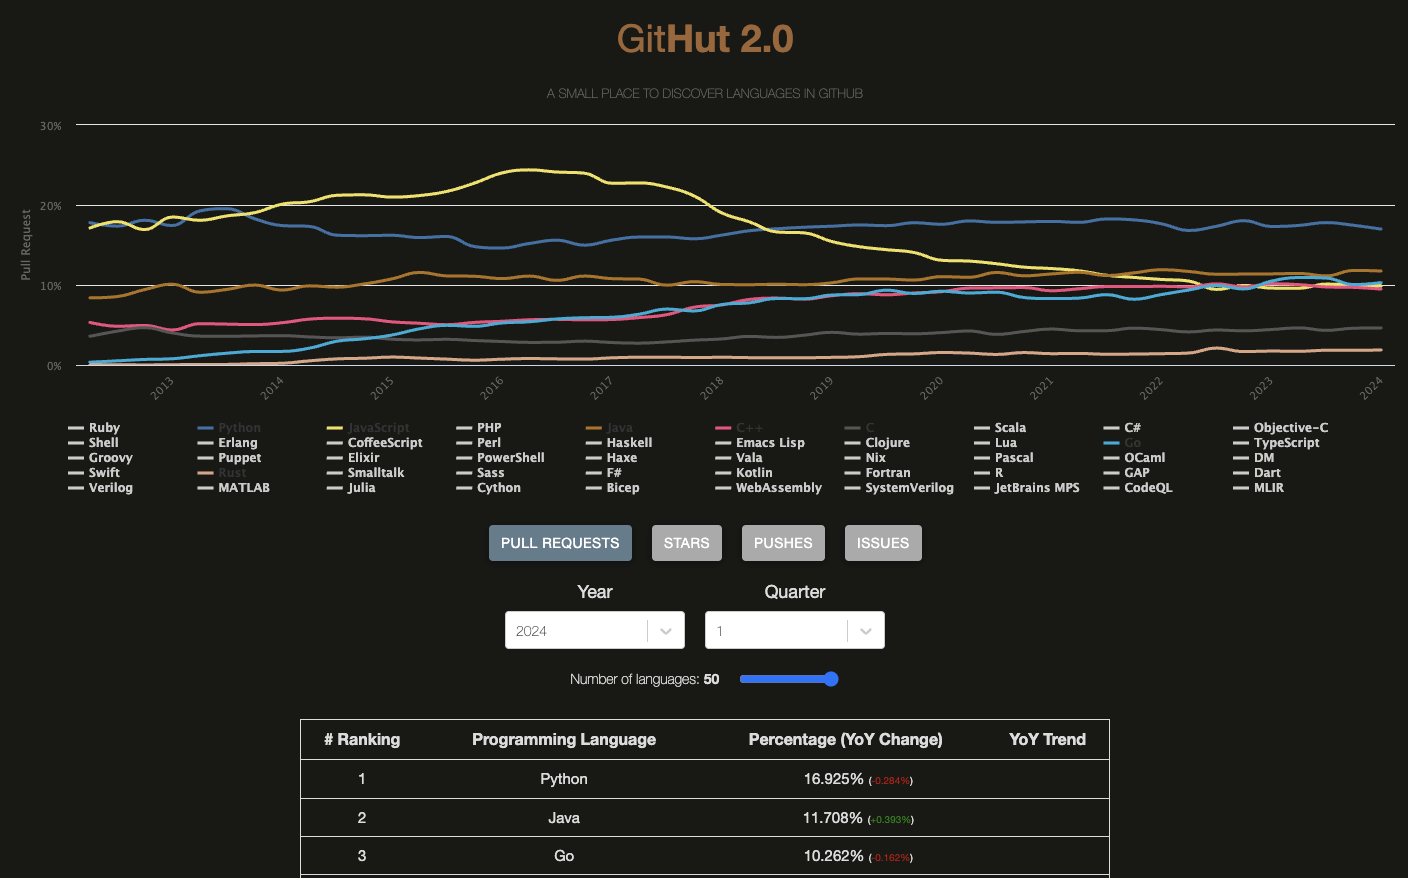 GitHut 2.0
A SMALL PLACE TO DISCOVER LANGUAGES IN GITHUB
30%
20%
10%
0%
Pull Request
2013 2014 2015 2016 2017 2018 2019 2020 2021 2022 2023 2024
Ruby Python JavaScript PHP Java C++ C Scala C# Objective-C
Shell Erlang CoffeeScript Perl Haskell Emacs Lisp Clojure Lua Go TypeScript
Groovy Puppet Elixir PowerShell Haxe Vala Nix Pascal OCaml DM
Swift Rust Smalltalk Sass F# Kotlin Fortran R GAP Dart
Verilog MATLAB Julia Cython Bicep WebAssembly SystemVerilog JetBrains MPS CodeQL MLIR
PULL REQUESTS STARS PUSHES ISSUES
Year Quarter
2024 1
Number of languages: 50
# Ranking Programming Language Percentage (YoY Change) YoY Trend
1 Python 16.925% (-0.284%)
2 Java 11.708% (+0.393%)
3 Go 10.262% (-0.162%)